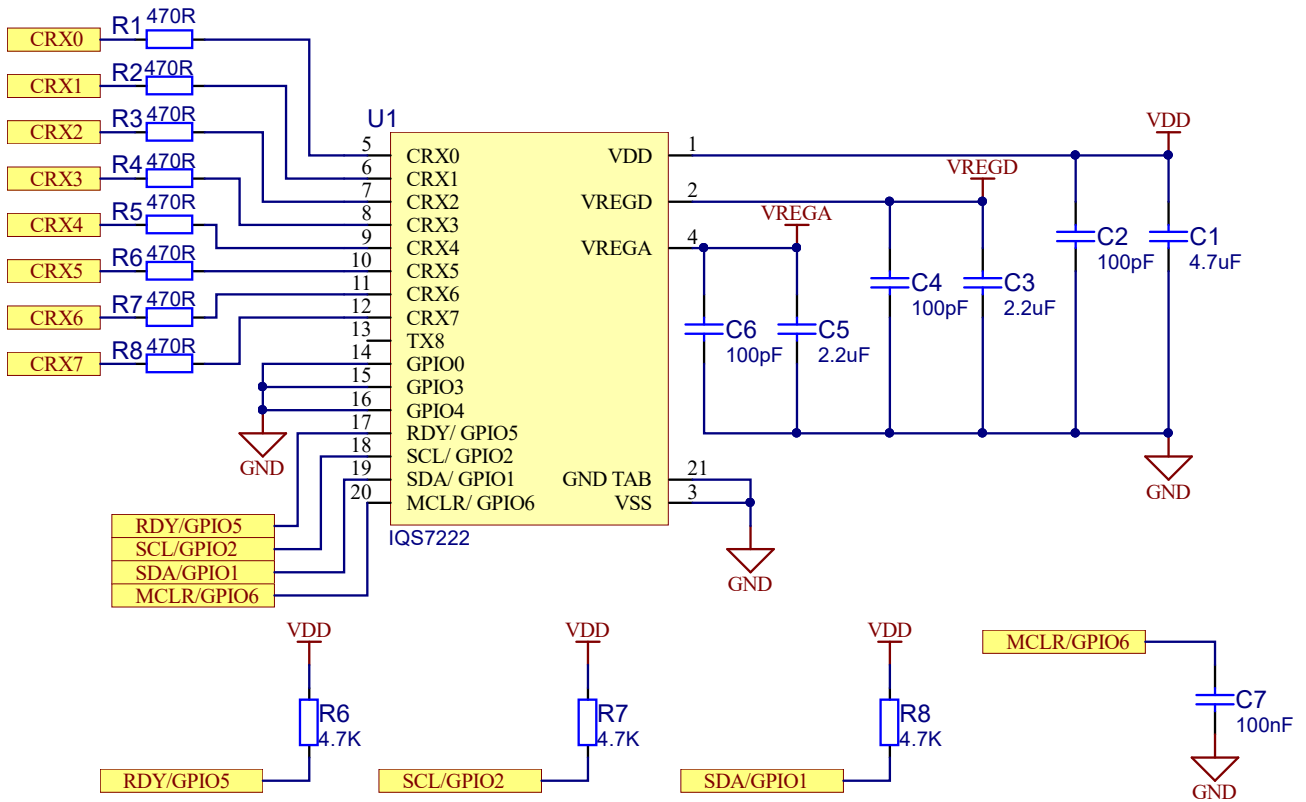 CRX0
R1
470R
CRX1
R2
470R
CRX2
R3
470R
CRX3
R4
470R
CRX4
R5
470R
CRX5
R6
470R
CRX6
R7
470R
CRX7
R8
470R
U1
5 CRX0
6 CRX1
7 CRX2
8 CRX3
9 CRX4
10 CRX5
11 CRX6
12 CRX7
13 TX8
14 GPIO0
15 GPIO3
16 GPIO4
17 RDY/ GPIO5
18 SCL/ GPIO2
19 SDA/ GPIO1
20 MCLR/ GPIO6
VDD 1
VREGD 2
VREGA 4
GND TAB 21
VSS 3
IQS7222
VDD
VREGD
VREGA
C2
100pF
C1
4.7uF
C4
100pF
C3
2.2uF
C6
100pF
C5
2.2uF
GND
GND
GND
RDY/GPIO5
SCL/GPIO2
SDA/GPIO1
MCLR/GPIO6
VDD
R6
4.7K
RDY/GPIO5
VDD
R7
4.7K
SCL/GPIO2
VDD
R8
4.7K
SDA/GPIO1
MCLR/GPIO6
C7
100nF
GND